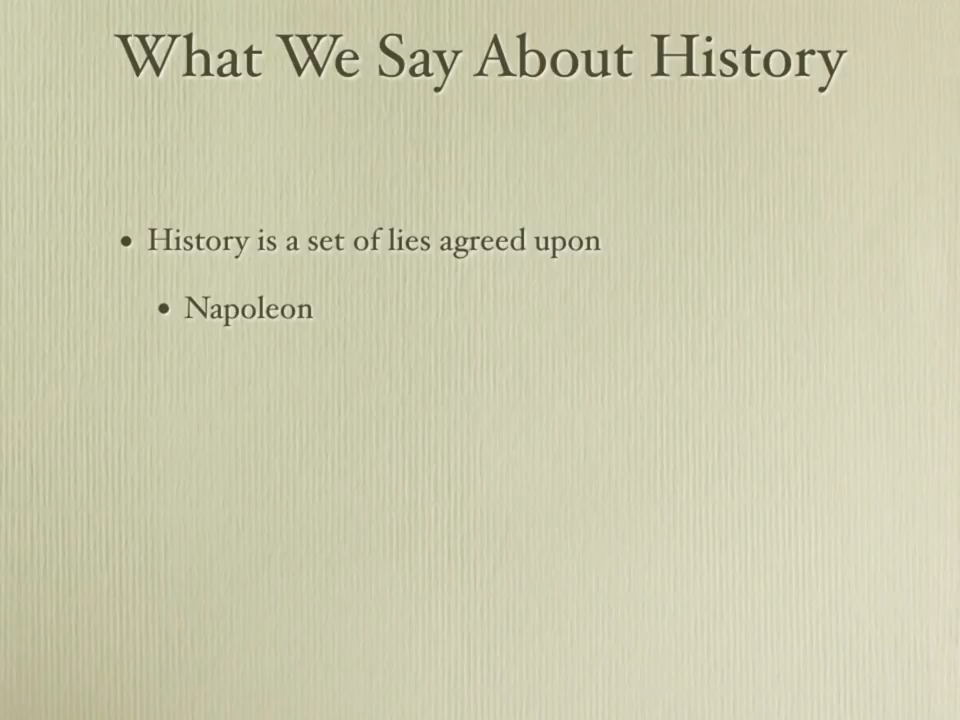 What We Say About History
• History is a set of lies agreed upon
• Napoleon